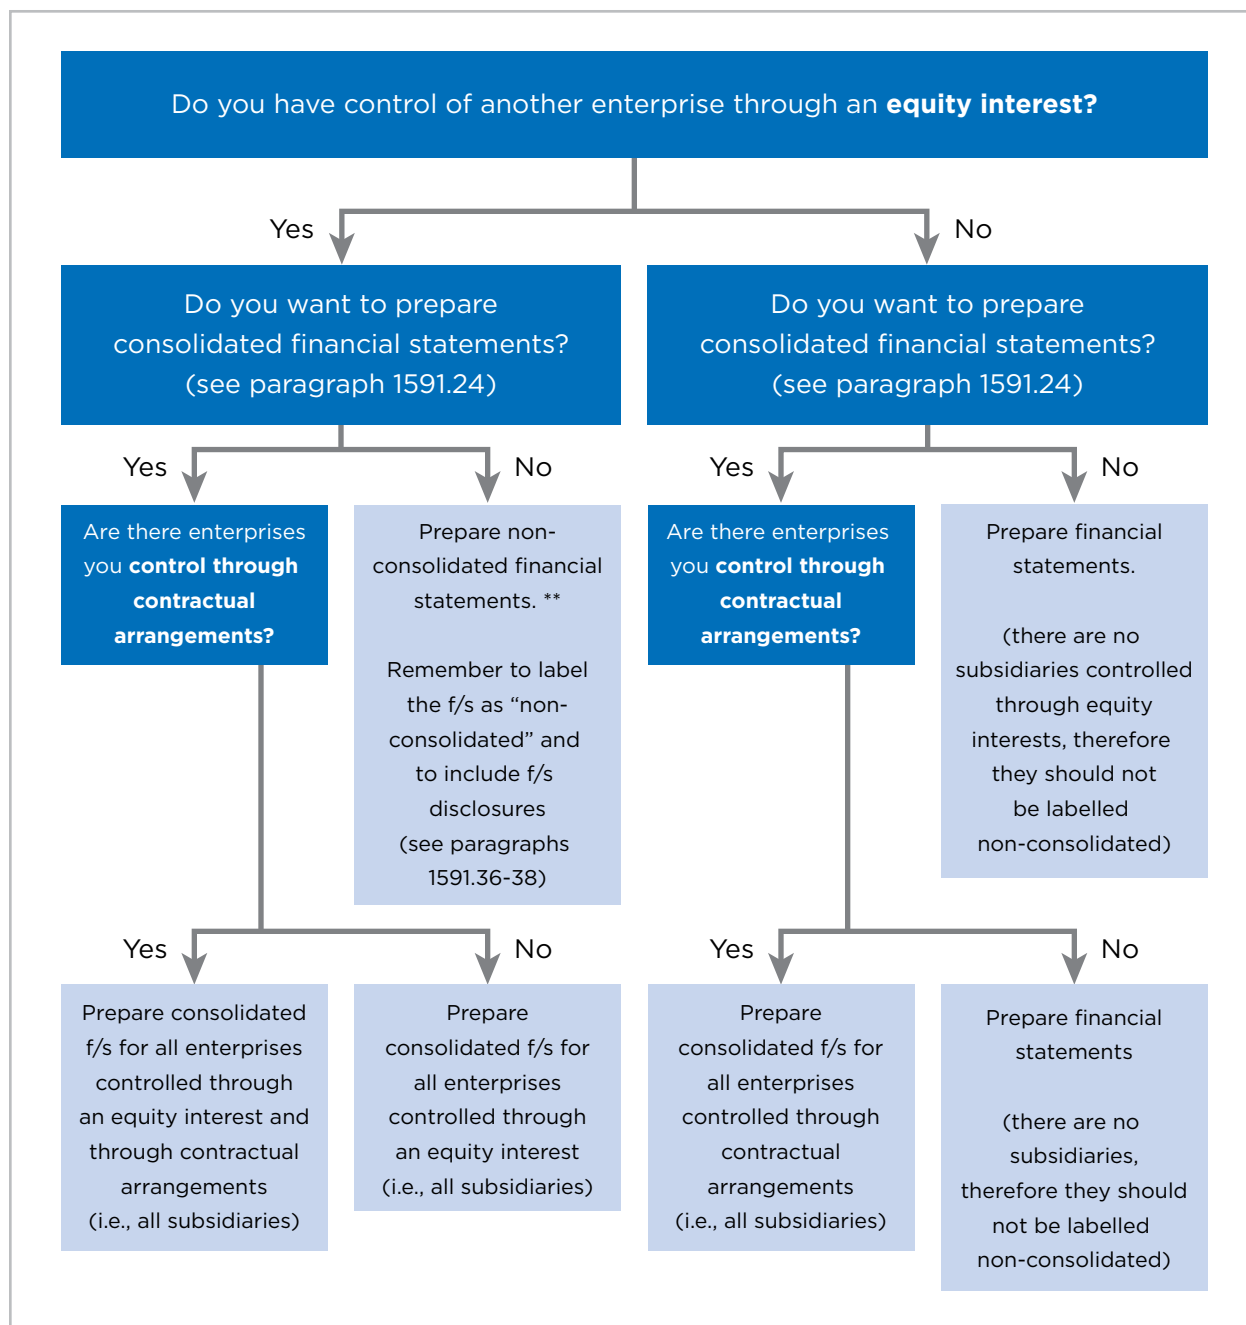 Do you have control of another enterprise through an equity interest?
Yes
No
Do you want to prepare
consolidated financial statements?
(see paragraph 1591.24)
Do you want to prepare
consolidated financial statements?
(see paragraph 1591.24)
Yes
No
Yes
No
Are there enterprises
you control through
contractual
arrangements?
Prepare non-
consolidated financial
statements. **
Remember to label
the f/s as “non-
consolidated” and
to include f/s
disclosures
(see paragraphs
1591.36-38)
Are there enterprises
you control through
contractual
arrangements?
Prepare financial
statements.
(there are no
subsidiaries controlled
through equity
interests, therefore
they should not
be labelled
non-consolidated)
Yes
No
Yes
No
Prepare consolidated
f/s for all enterprises
controlled through
an equity interest and
through contractual
arrangements
(i.e., all subsidiaries)
Prepare
consolidated f/s for
all enterprises
controlled through
an equity interest
(i.e., all subsidiaries)
Prepare
consolidated f/s for
all enterprises
controlled through
contractual
arrangements
(i.e., all subsidiaries)
Prepare financial
statements
(there are no
subsidiaries,
therefore they should
not be labelled
non-consolidated)